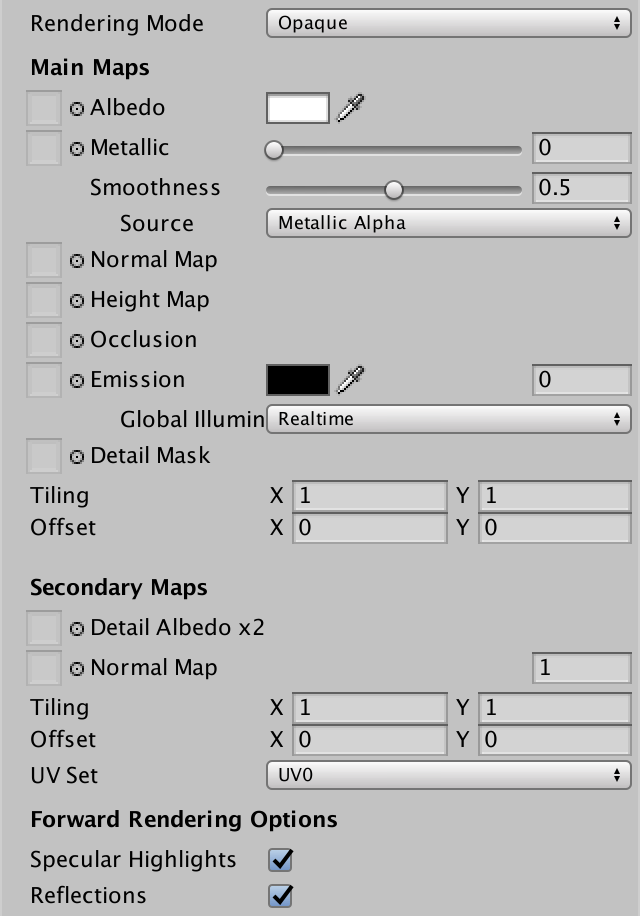 Rendering Mode Opaque
Main Maps
Albedo
Metallic 0
Smoothness 0.5
Source Metallic Alpha
Normal Map
Height Map
Occlusion
Emission 0
Global Illumin Realtime
Detail Mask
Tiling X 1 Y 1
Offset X 0 Y 0
Secondary Maps
Detail Albedo x2
Normal Map 1
Tiling X 1 Y 1
Offset X 0 Y 0
UV Set UV0
Forward Rendering Options
Specular Highlights
Reflections